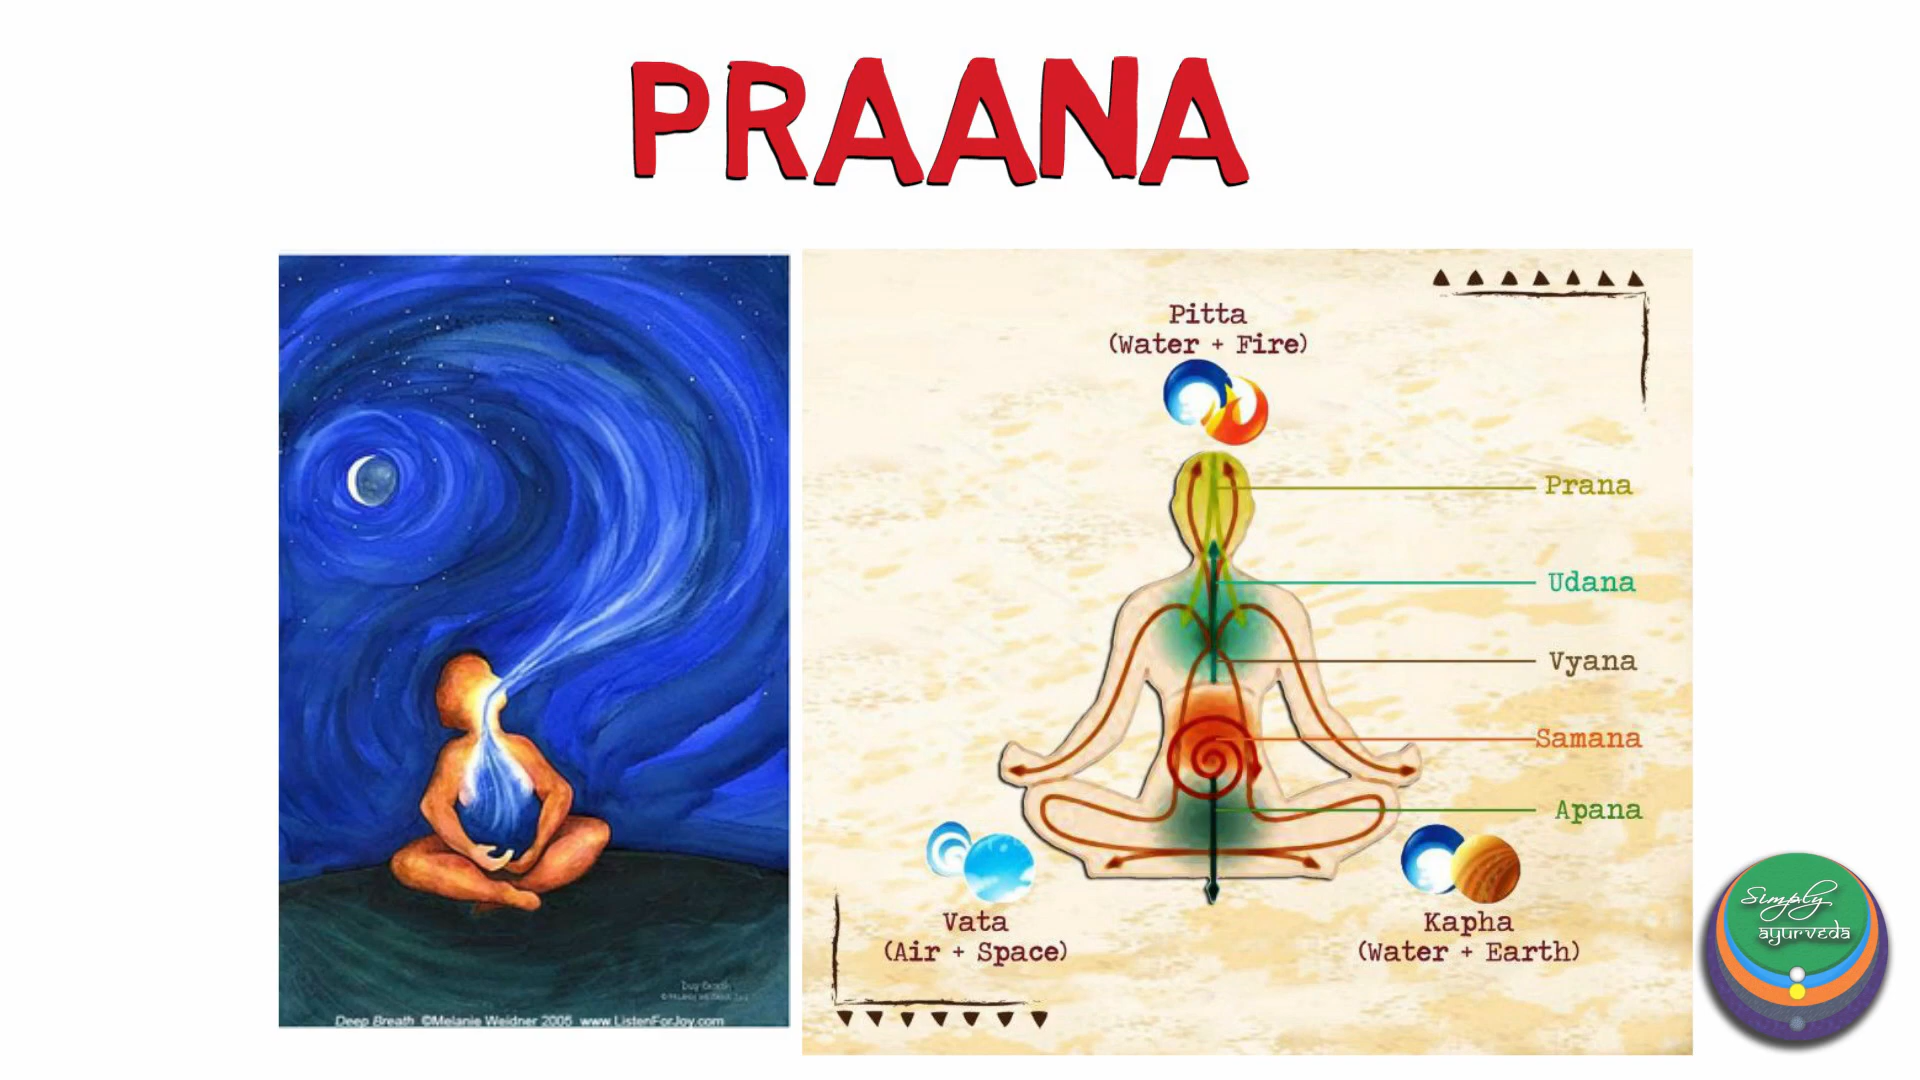 PRAANA
Deep Breath ©Melanie Weidner 2005 www.ListenForJoy.com
Pitta
(Water + Fire)
Prana
Udana
Vyana
Samana
Apana
Vata
(Air + Space)
Kapha
(Water + Earth)
Simply
ayurveda